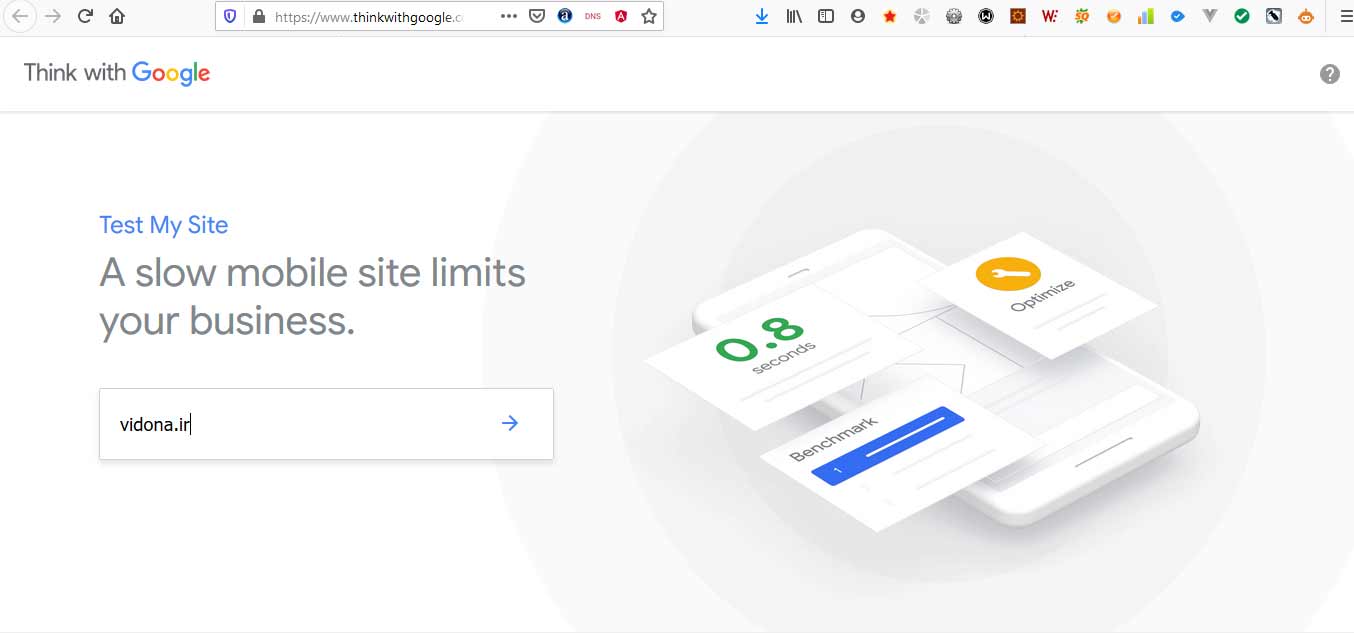 https://www.thinkwithgoogle.c
DNS
Think with Google
Test My Site
A slow mobile site limits
your business.
vidona.ir
Optimize
0.8
seconds
Benchmark
1